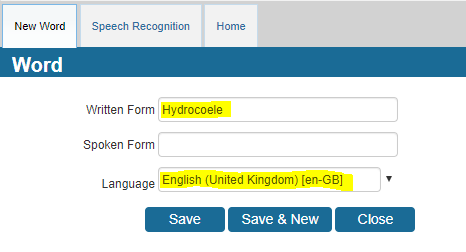 New Word Speech Recognition Home
Word
Written Form Hydrocoele
Spoken Form
Language English (United Kingdom) [en-GB]
Save Save & New Close